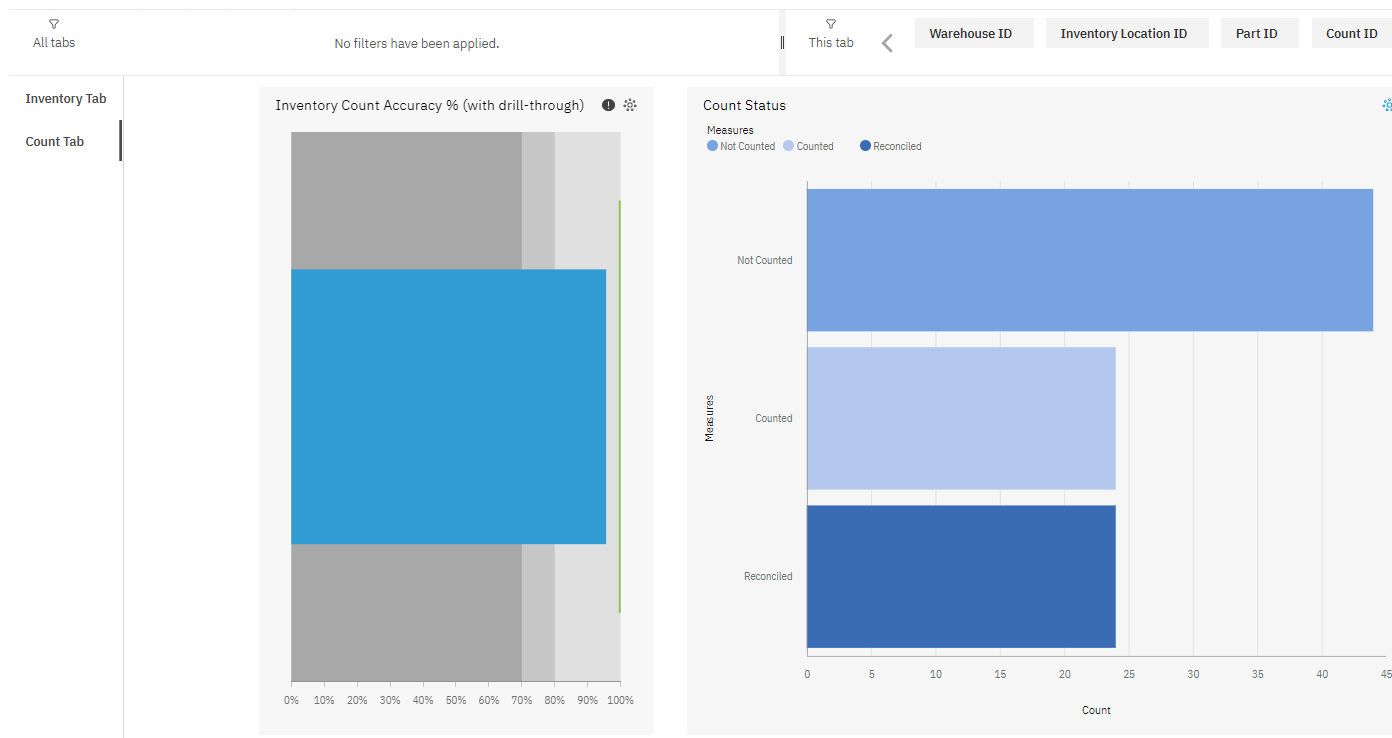 All tabs
No filters have been applied.
This tab
Warehouse ID
Inventory Location ID
Part ID
Count ID
Inventory Tab
Count Tab
Inventory Count Accuracy % (with drill-through)
0% 10% 20% 30% 40% 50% 60% 70% 80% 90% 100%
Count Status
Measures
Not Counted Counted Reconciled
Measures
Not Counted
Counted
Reconciled
0 5 10 15 20 25 30 35 40 45
Count